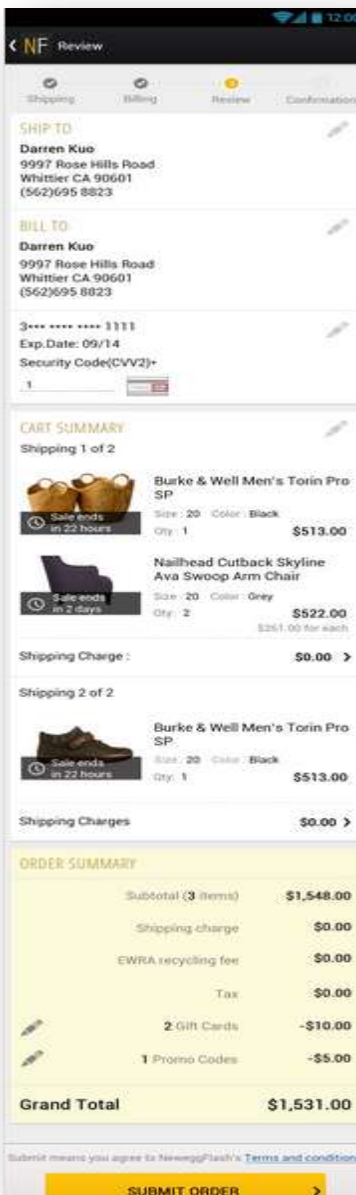 12:00
NF Review
Shipping Billing Review Confirmation
SHIP TO
Darren Kuo
9997 Rose Hills Road
Whittier CA 90601
(562)695 8823
BILL TO
Darren Kuo
9997 Rose Hills Road
Whittier CA 90601
(562)695 8823
3*** **** **** 1111
Exp.Date: 09/14
Security Code(CVV2)*
1
CART SUMMARY
Shipping 1 of 2
Burke & Well Men's Torin Pro
SP
Sale ends
in 22 hours
Size : 20 Color : Black
Qty : 1 $513.00
Nailhead Cutback Skyline
Ava Swoop Arm Chair
Sale ends
in 2 days
Size : 20 Color : Grey
Qty : 2 $522.00
$261.00 for each
Shipping Charge : $0.00 >
Shipping 2 of 2
Burke & Well Men's Torin Pro
SP
Sale ends
in 22 hours
Size : 20 Color : Black
Qty : 1 $513.00
Shipping Charges $0.00 >
ORDER SUMMARY
Subtotal (3 items) $1,548.00
Shipping charge $0.00
EWRA recycling fee $0.00
Tax $0.00
2 Gift Cards -$10.00
1 Promo Codes -$5.00
Grand Total $1,531.00
Submit means you agree to NeweggFlash's Terms and condition
SUBMIT ORDER >